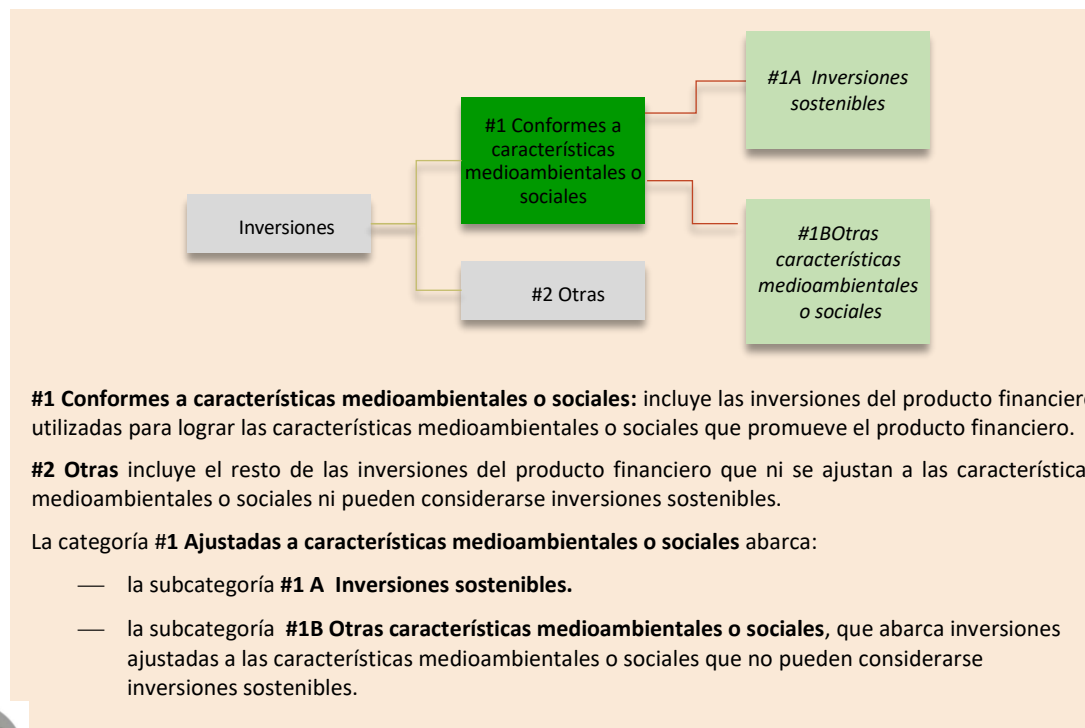 #1A Inversiones
sostenibles
#1 Conformes a
características
medioambientales o
sociales
Inversiones
#1BOtras
características
medioambientales
o sociales
#2 Otras
#1 Conformes a características medioambientales o sociales: incluye las inversiones del producto financier
utilizadas para lograr las características medioambientales o sociales que promueve el producto financiero.
#2 Otras incluye el resto de las inversiones del producto financiero que ni se ajustan a las característica
medioambientales o sociales ni pueden considerarse inversiones sostenibles.
La categoría #1 Ajustadas a características medioambientales o sociales abarca:
— la subcategoría #1 A Inversiones sostenibles.
— la subcategoría #1B Otras características medioambientales o sociales, que abarca inversiones
ajustadas a las características medioambientales o sociales que no pueden considerarse
inversiones sostenibles.